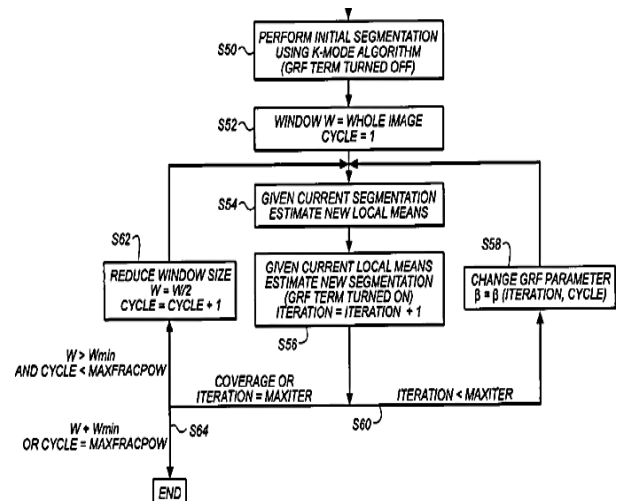 PERFORM INITIAL SEGMENTATION
USING K-MODE ALGORITHM
(GRF TERM TURNED OFF)
S50
WINDOW W = WHOLE IMAGE
CYCLE = 1
S52
GIVEN CURRENT SEGMENTATION
ESTIMATE NEW LOCAL MEANS
S54
S62
REDUCE WINDOW SIZE
W = W/2
CYCLE = CYCLE + 1
GIVEN CURRENT LOCAL MEANS
ESTIMATE NEW SEGMENTATION
(GRF TERM TURNED ON)
ITERATION = ITERATION + 1
S56
S58
CHANGE GRF PARAMETER
β = β (ITERATION, CYCLE)
W > Wmin
AND CYCLE < MAXFRACPOW
COVERAGE OR
ITERATION = MAXITER
ITERATION < MAXITER
S60
W + Wmin
OR CYCLE = MAXFRACPOW
S64
END